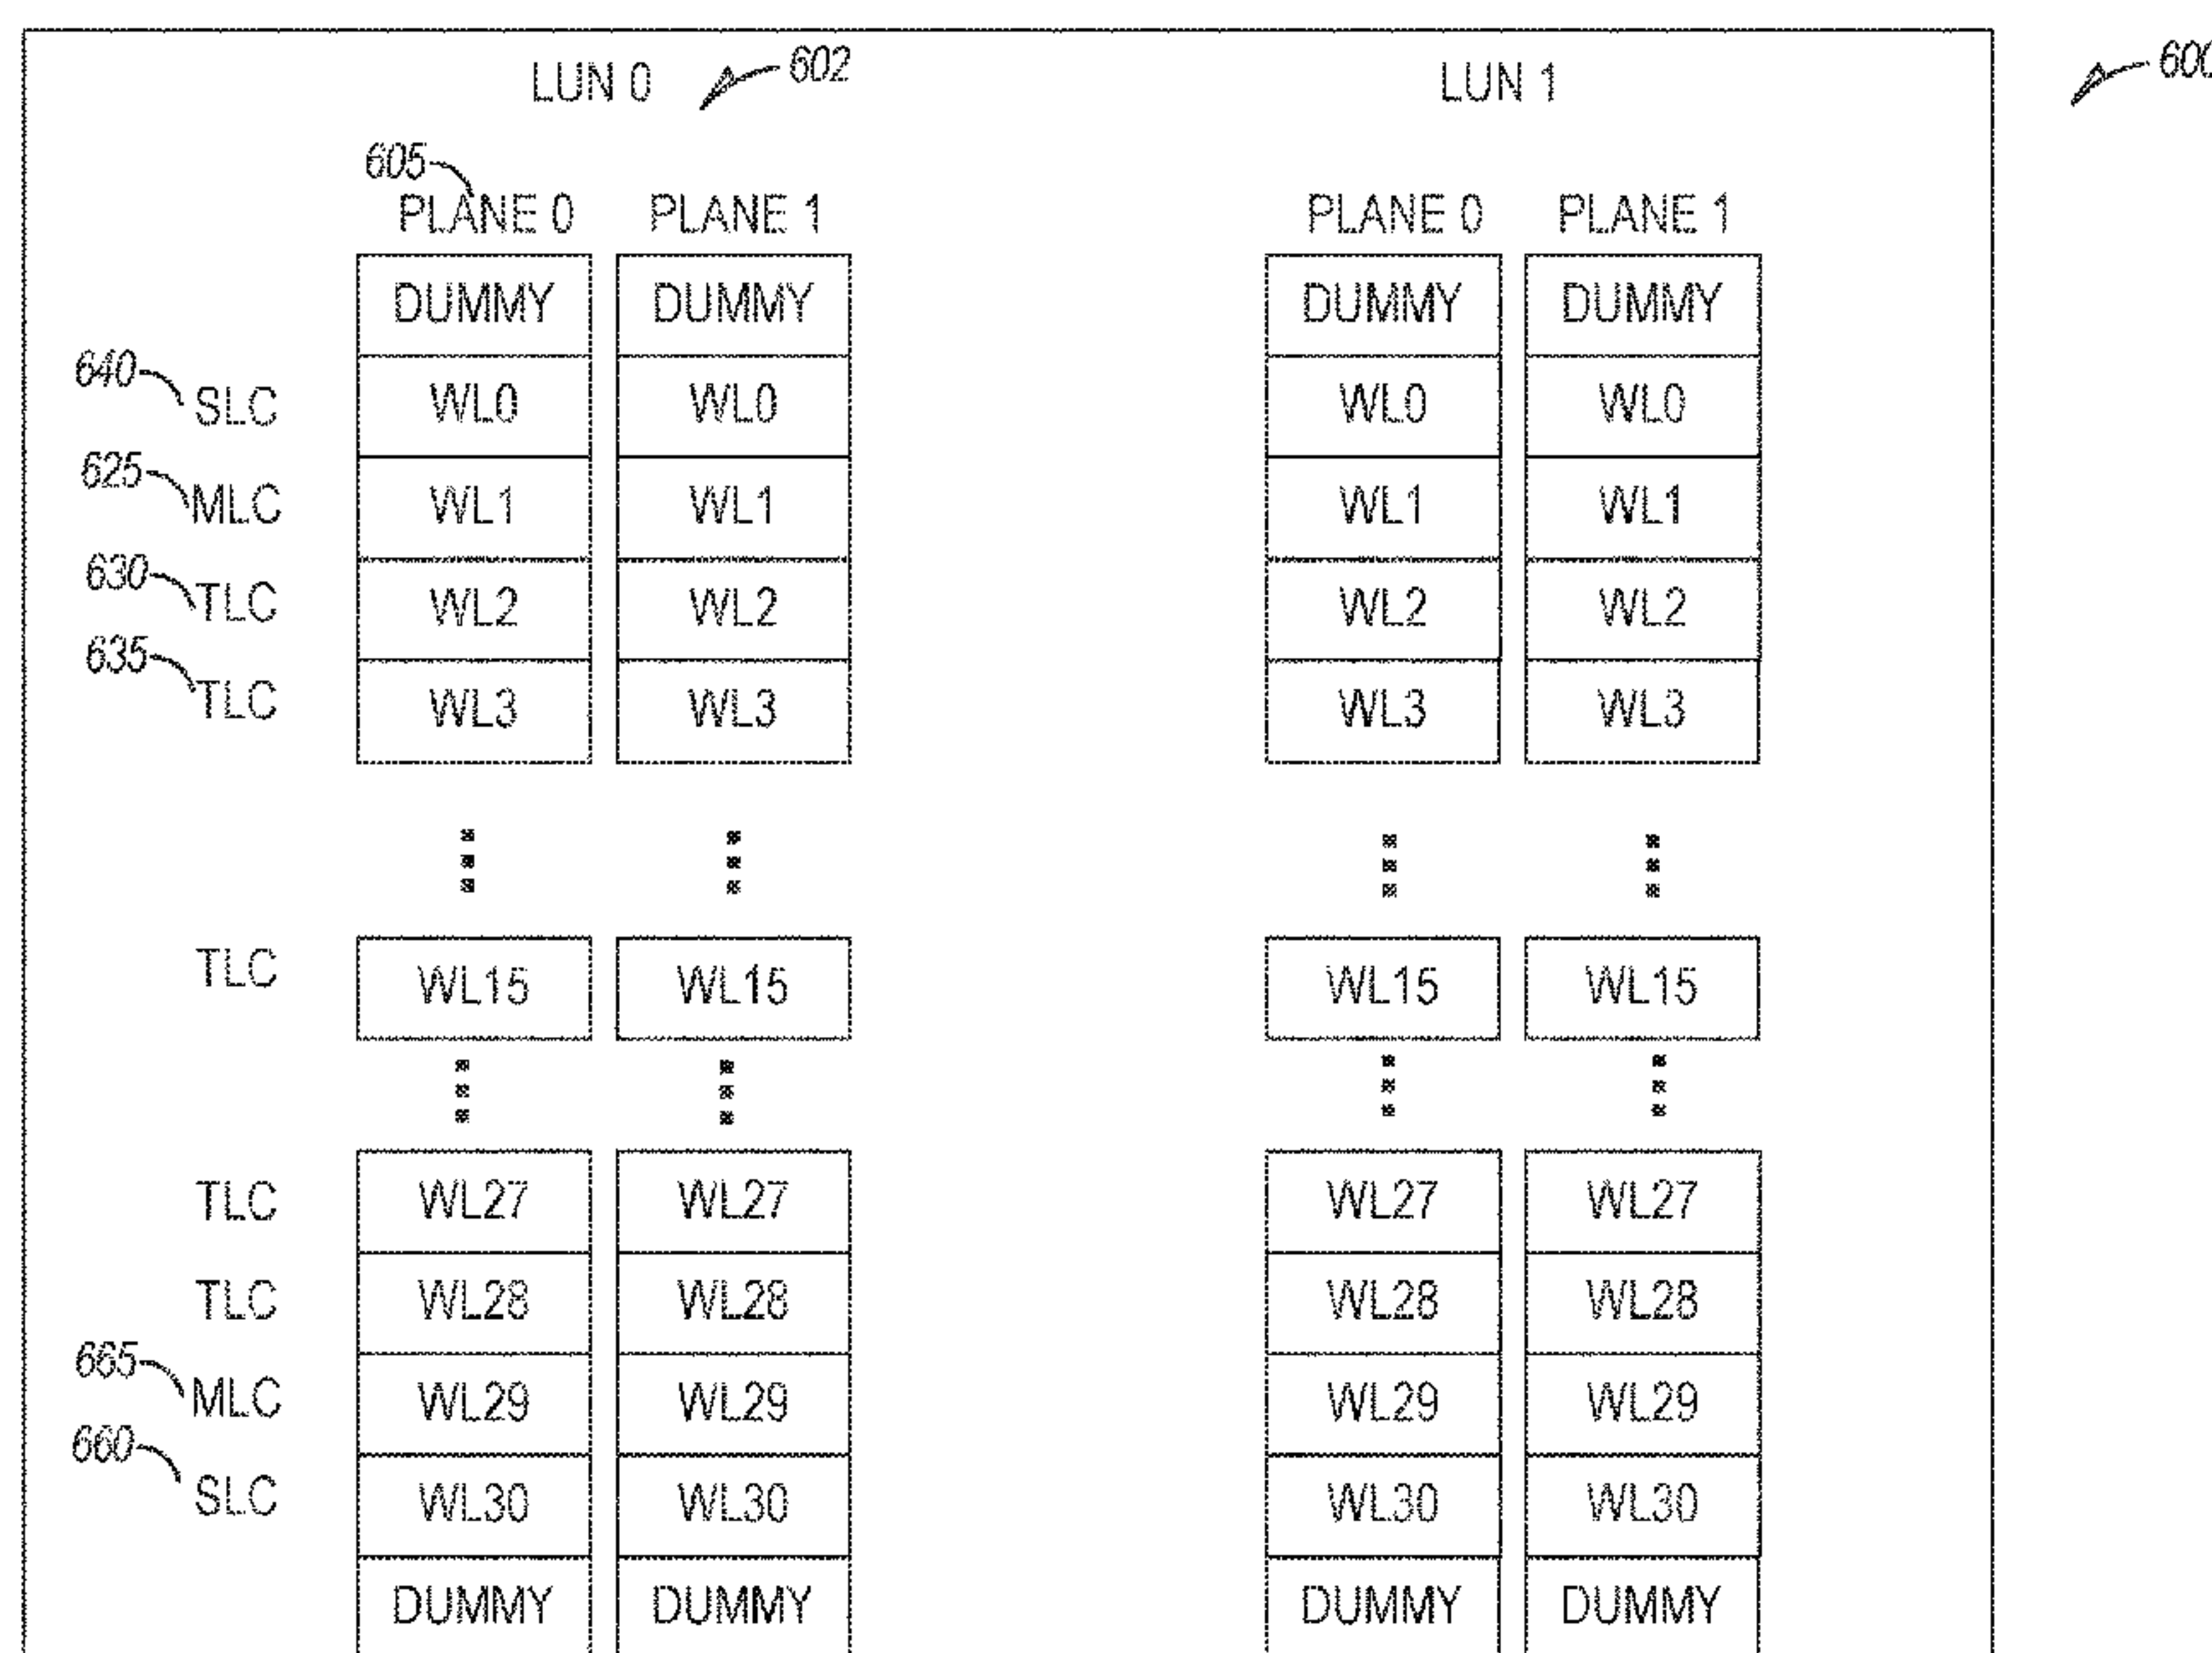 LUN 0 602 LUN 1 600
605
PLANE 0 PLANE 1 PLANE 0 PLANE 1
DUMMY DUMMY DUMMY DUMMY
640 SLC WL0 WL0 WL0 WL0
625 MLC WL1 WL1 WL1 WL1
630 TLC WL2 WL2 WL2 WL2
635 TLC WL3 WL3 WL3 WL3
TLC WL15 WL15 WL15 WL15
TLC WL27 WL27 WL27 WL27
TLC WL28 WL28 WL28 WL28
665 MLC WL29 WL29 WL29 WL29
660 SLC WL30 WL30 WL30 WL30
DUMMY DUMMY DUMMY DUMMY